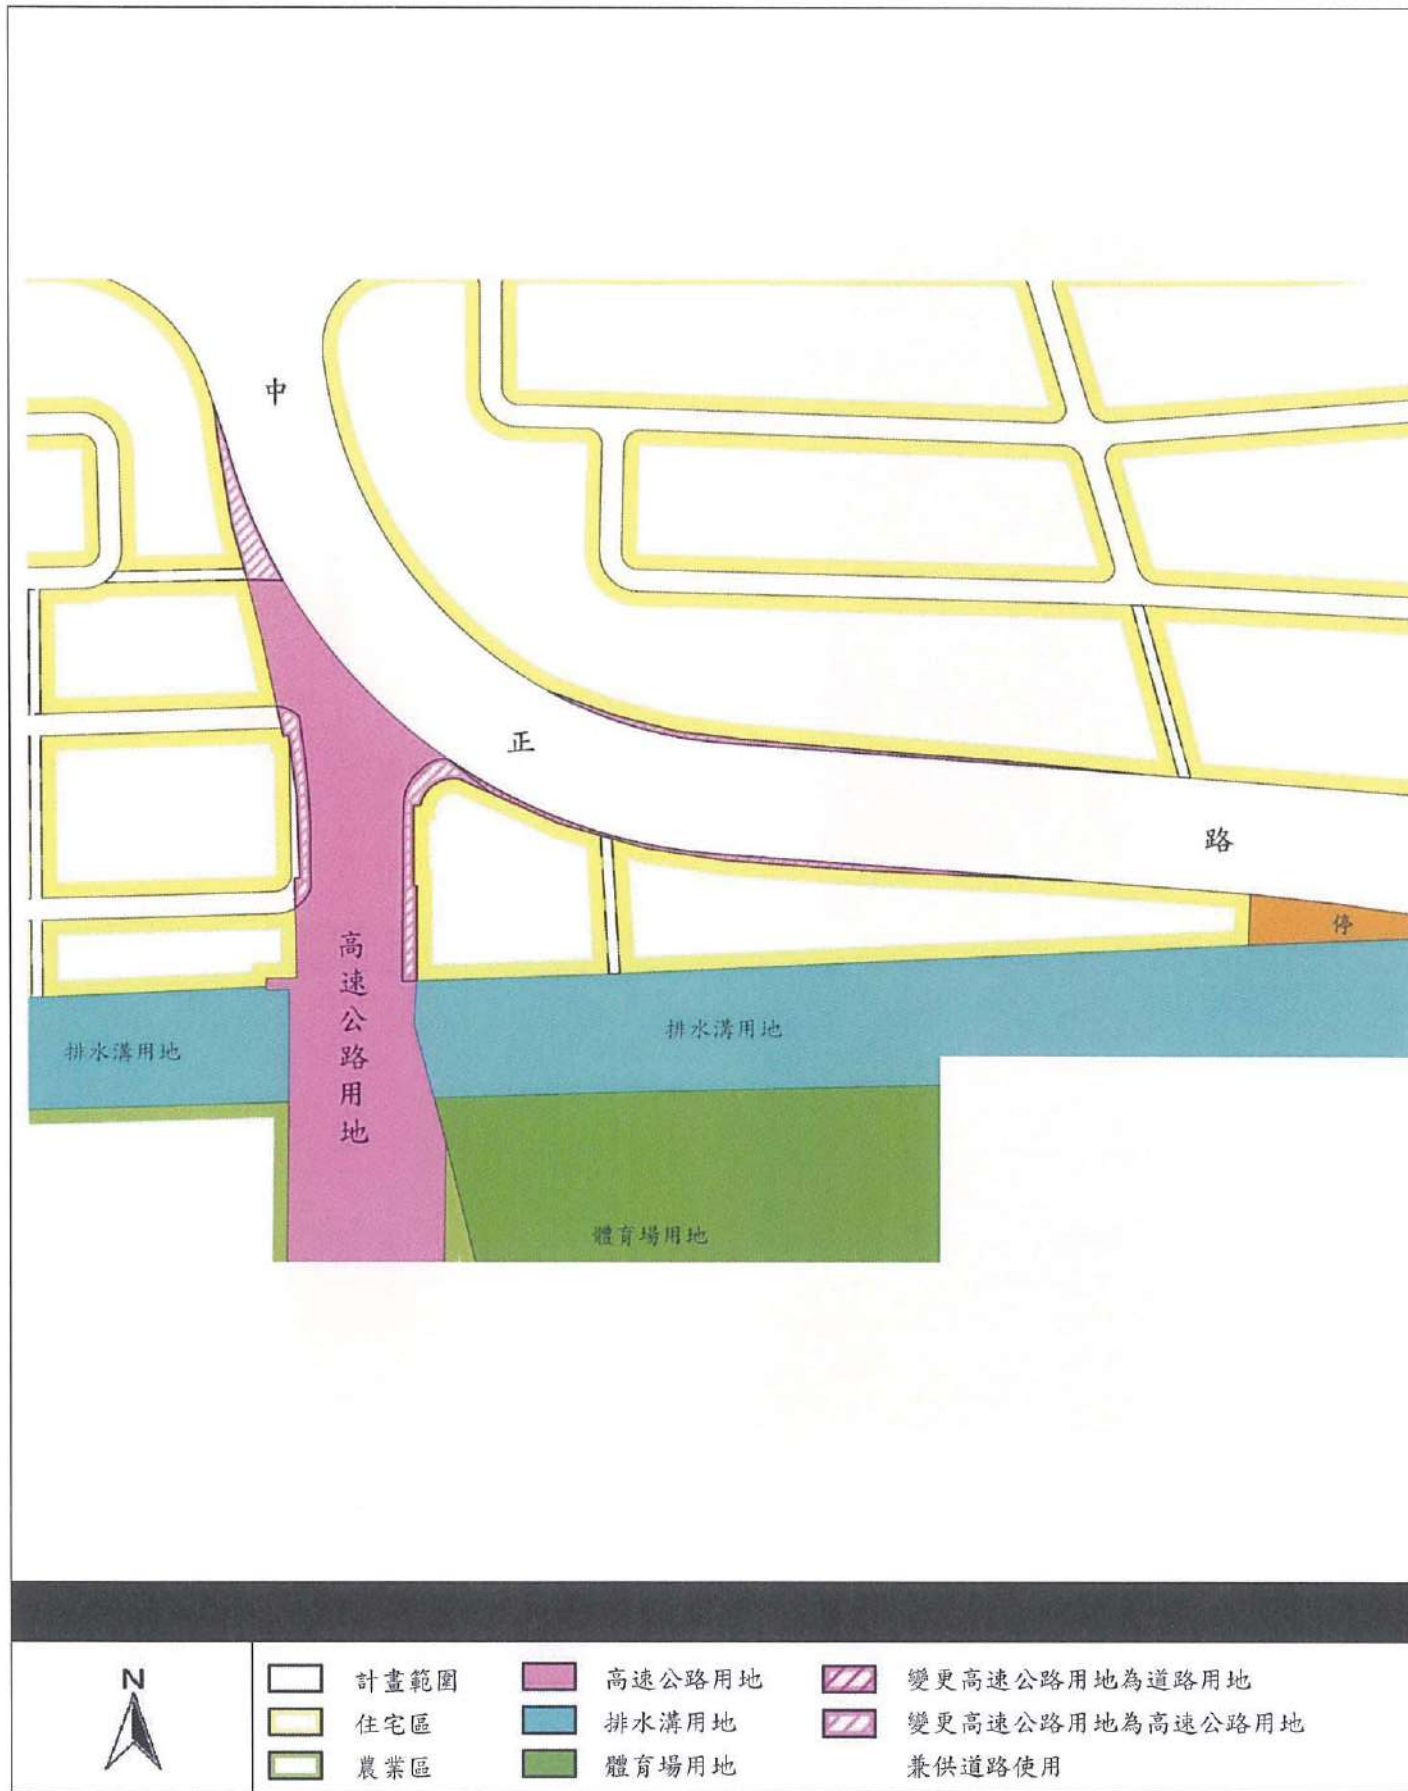 中
正
路
停
高速公路用地
排水溝用地
排水溝用地
體育場用地
N
計畫範圍
住宅區
農業區
高速公路用地
排水溝用地
體育場用地
變更高速公路用地為道路用地
變更高速公路用地為高速公路用地
兼供道路使用